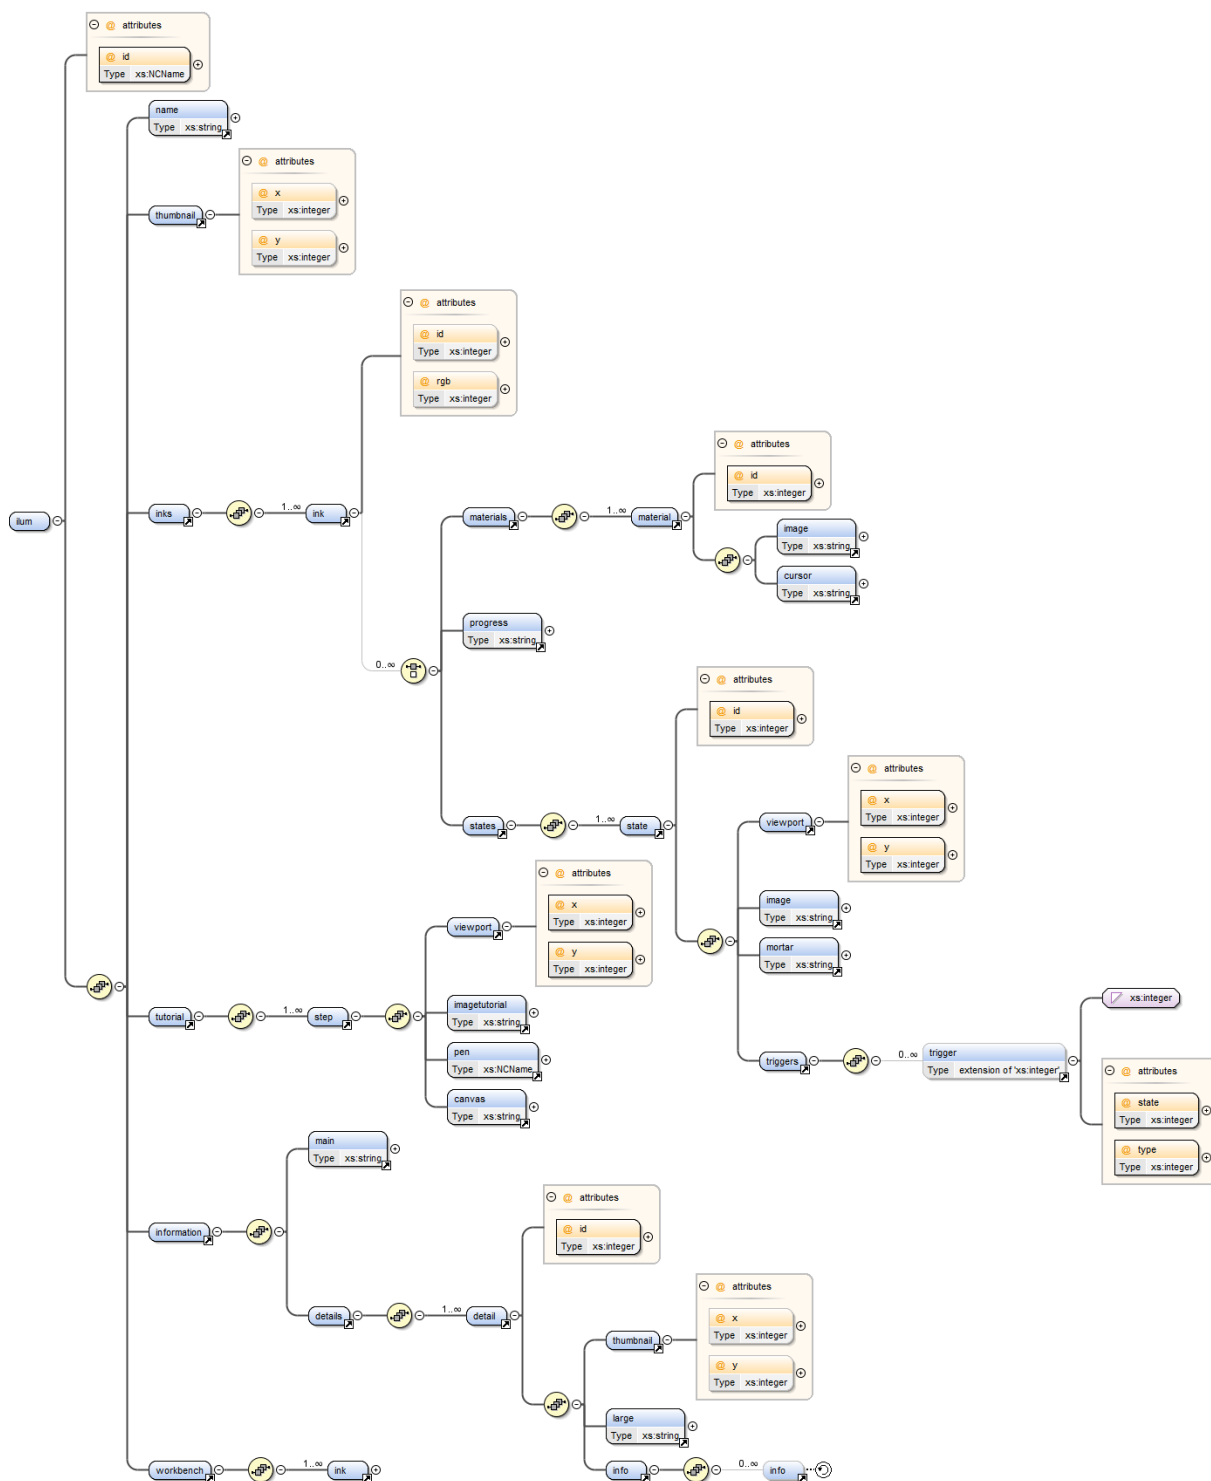 @ attributes
@ id
Type xs:NCName
name
Type xs:string
@ attributes
@ x
Type xs:integer
@ y
Type xs:integer
thumbnail
@ attributes
@ id
Type xs:integer
@ rgb
Type xs:integer
ilum
inks
1..∞
ink
materials
1..∞
material
@ attributes
@ id
Type xs:integer
image
Type xs:string
cursor
Type xs:string
progress
Type xs:string
0..∞
states
1..∞
state
@ attributes
@ id
Type xs:integer
viewport
@ attributes
@ x
Type xs:integer
@ y
Type xs:integer
image
Type xs:string
mortar
Type xs:string
triggers
0..∞
trigger
Type extension of 'xs:integer'
xs:integer
@ attributes
@ state
Type xs:integer
@ type
Type xs:integer
tutorial
1..∞
step
viewport
@ attributes
@ x
Type xs:integer
@ y
Type xs:integer
imagetutorial
Type xs:string
pen
Type xs:NCName
canvas
Type xs:string
information
main
Type xs:string
details
1..∞
detail
@ attributes
@ id
Type xs:integer
thumbnail
@ attributes
@ x
Type xs:integer
@ y
Type xs:integer
large
Type xs:string
info
0..∞
info
workbench
1..∞
ink